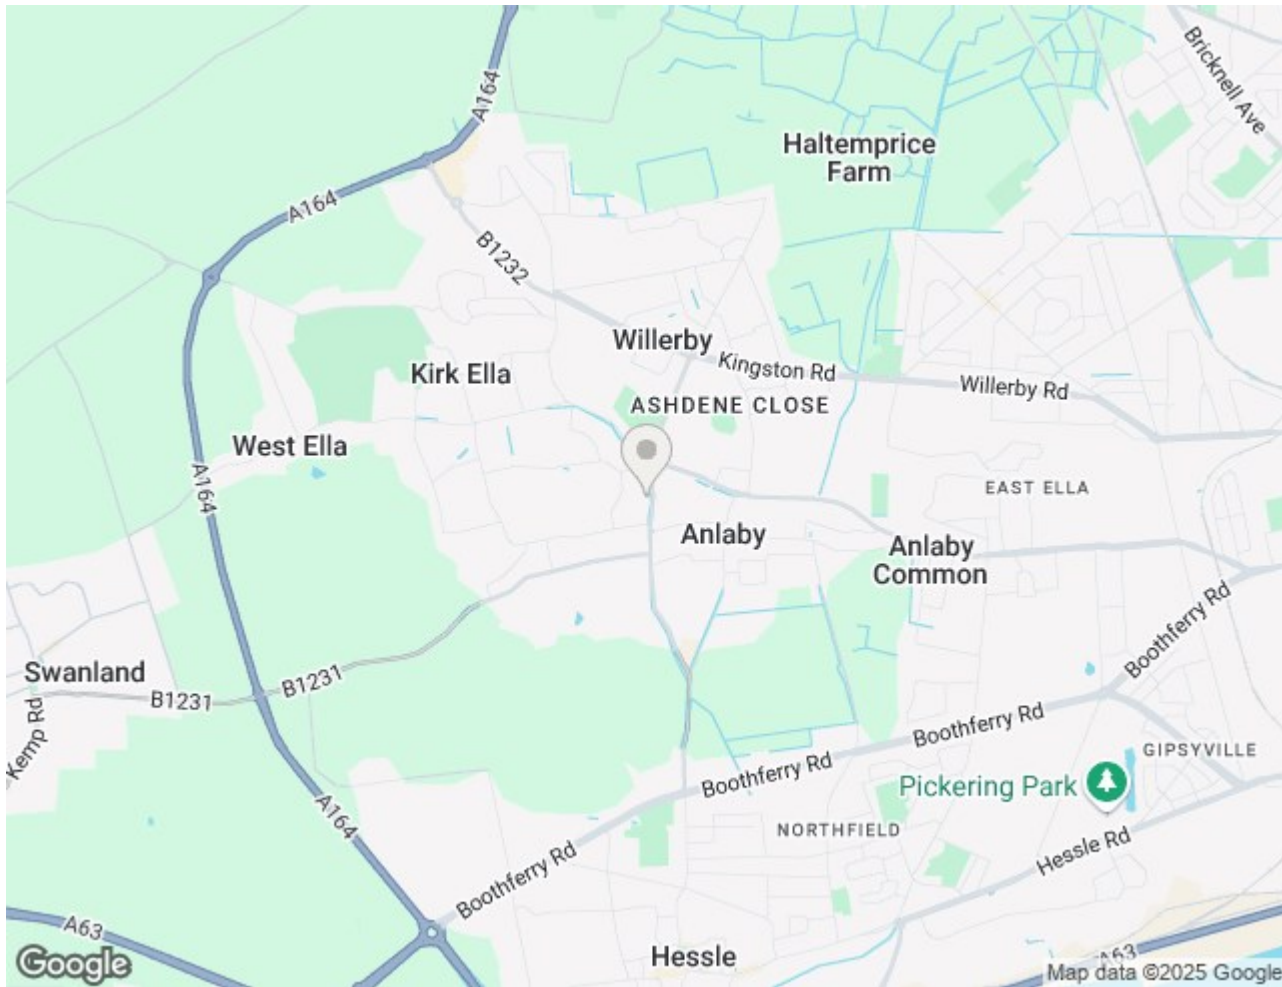 A164
Bricknell Ave
Haltemprice
Farm
A164
B1232
Willerby
Kingston Rd
Kirk Ella
Willerby Rd
ASHDENE CLOSE
West Ella
A164
EAST ELLA
Anlaby
Anlaby
Common
Boothferry Rd
Swanland
B1231
B1231
Kemp Rd
Boothferry Rd
GIPSYVILLE
Boothferry Rd
Pickering Park
A164
NORTHFIELD
Hessle Rd
Boothferry Rd
A63
Hessle
A63
Google
Map data ©2025 Google